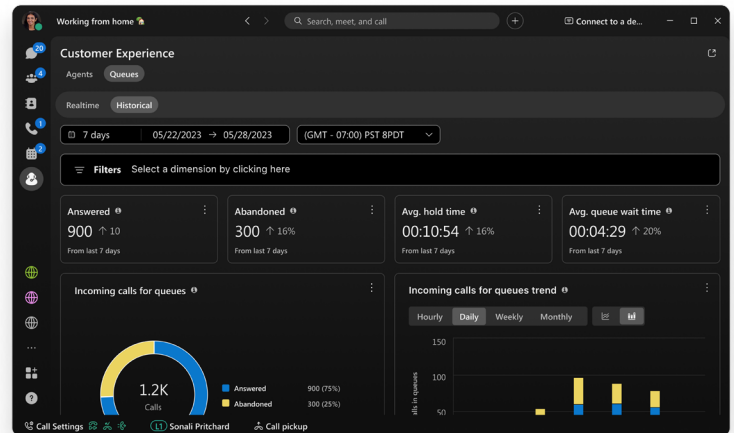 Working from home
Search, meet, and call
Connect to a de...
20
4
1
2
Customer Experience
Agents Queues
Realtime Historical
7 days 05/22/2023 → 05/28/2023 (GMT - 07:00) PST 8PDT
Filters Select a dimension by clicking here
Answered
900 ↑ 10
From last 7 days
Abandoned
300 ↑ 16%
From last 7 days
Avg. hold time
00:10:54 ↑ 16%
From last 7 days
Avg. queue wait time
00:04:29 ↑ 20%
From last 7 days
Incoming calls for queues
1.2K
Calls
Answered 900 (75%)
Abandoned 300 (25%)
Incoming calls for queues trend
Hourly Daily Weekly Monthly
150
100
50
alls in queues
Call Settings L1 Sonali Pritchard Call pickup